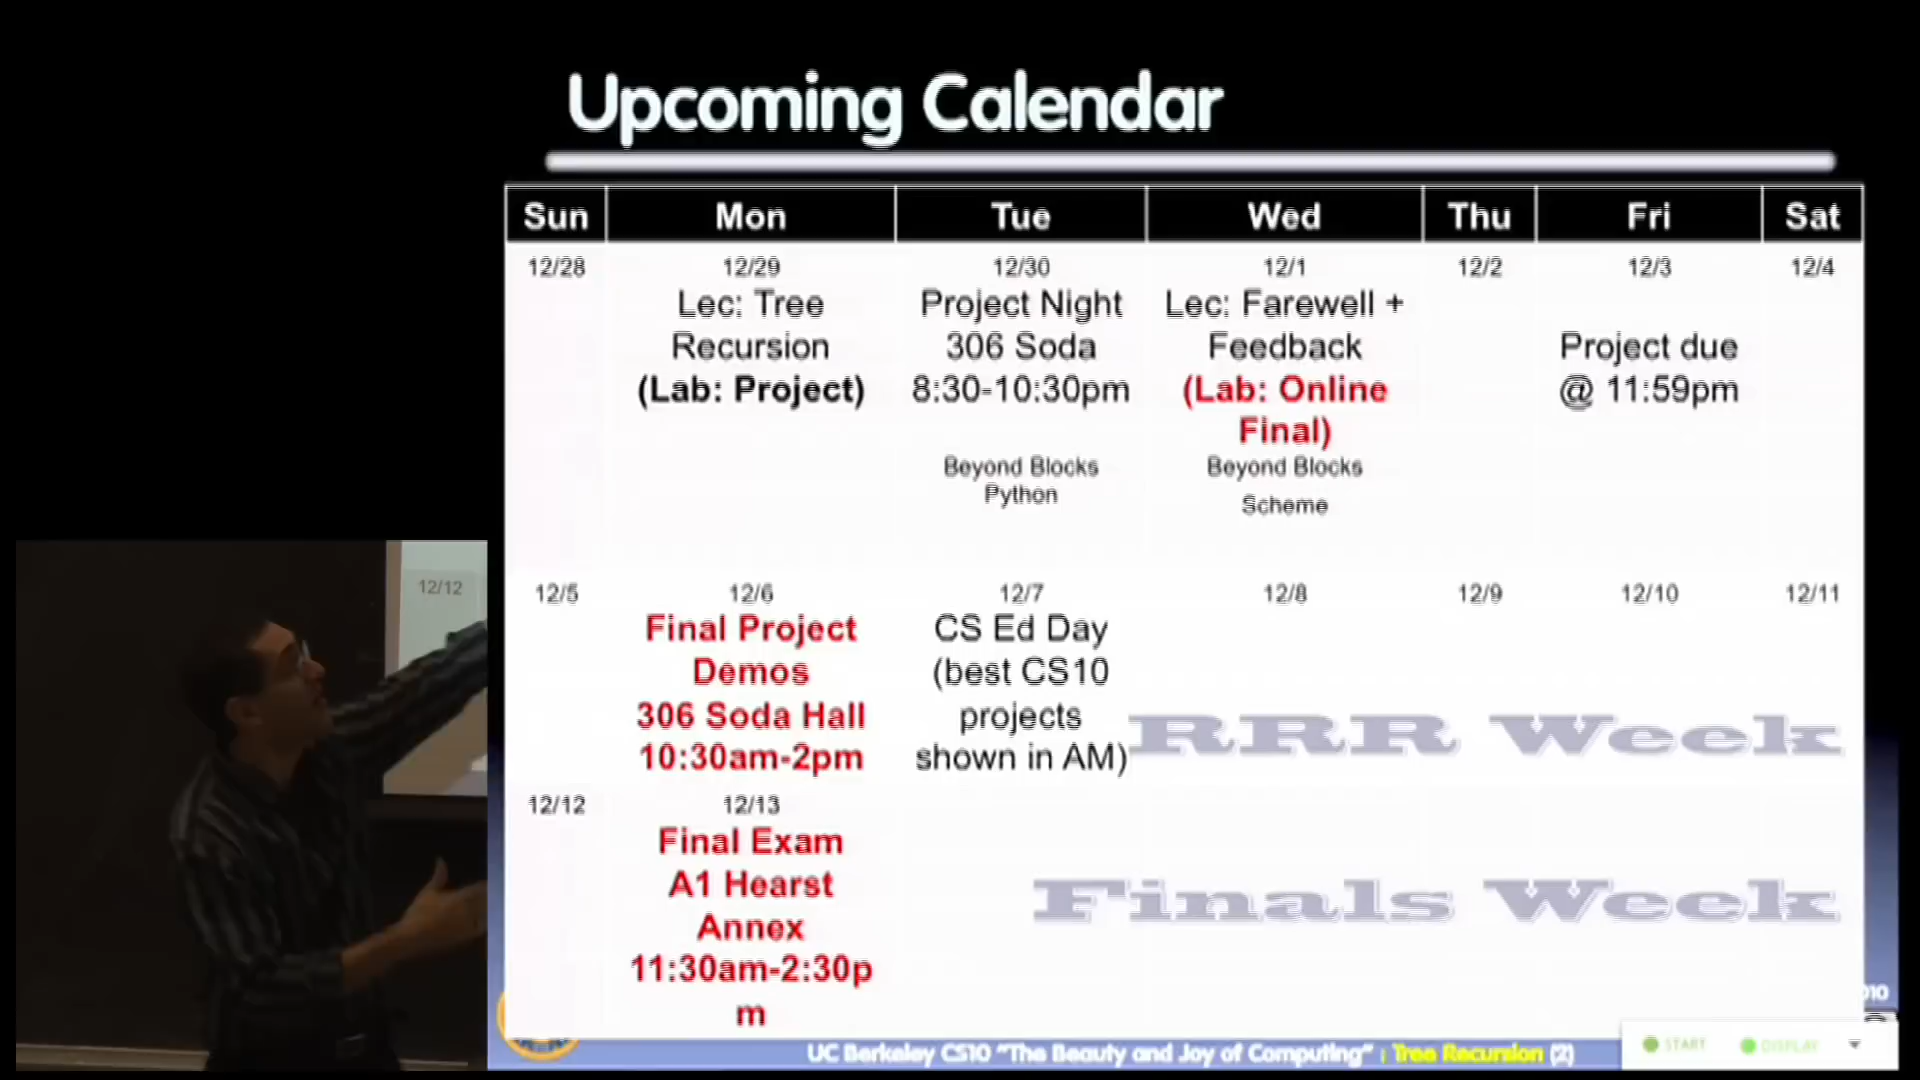 Upcoming Calendar
Sun Mon Tue Wed Thu Fri Sat
12/28 12/29 12/30 12/1 12/2 12/3 12/4
Lec: Tree
Recursion
(Lab: Project)
Project Night
306 Soda
8:30-10:30pm
Beyond Blocks
Python
Lec: Farewell +
Feedback
(Lab: Online
Final)
Beyond Blocks
Scheme
Project due
@ 11:59pm
12/5 12/6 12/7 12/8 12/9 12/10 12/11
Final Project
Demos
306 Soda Hall
10:30am-2pm
CS Ed Day
(best CS10
projects
shown in AM)
RRR Week
12/12 12/13
Final Exam
A1 Hearst
Annex
11:30am-2:30p
m
Finals Week
12/12
UC Berkeley CS10 "The Beauty and Joy of Computing" : Tree Recursion (2)
START DISPLAY